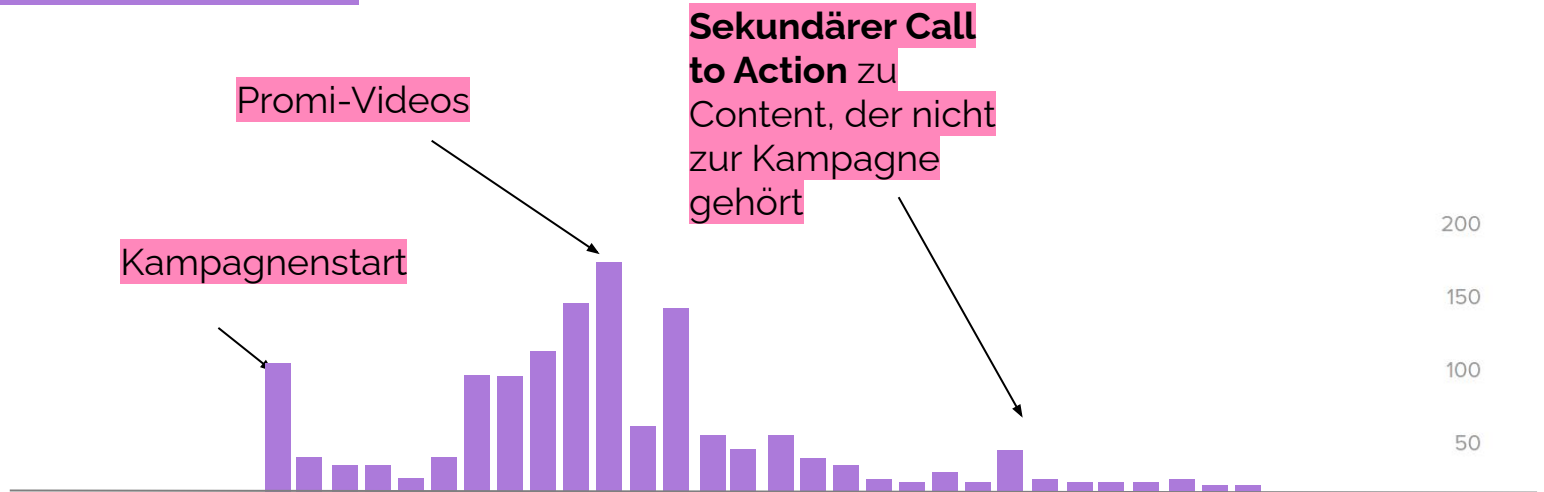 Sekundärer Call
to Action zu
Content, der nicht
zur Kampagne
gehört
Promi-Videos
Kampagnenstart
200
150
100
50